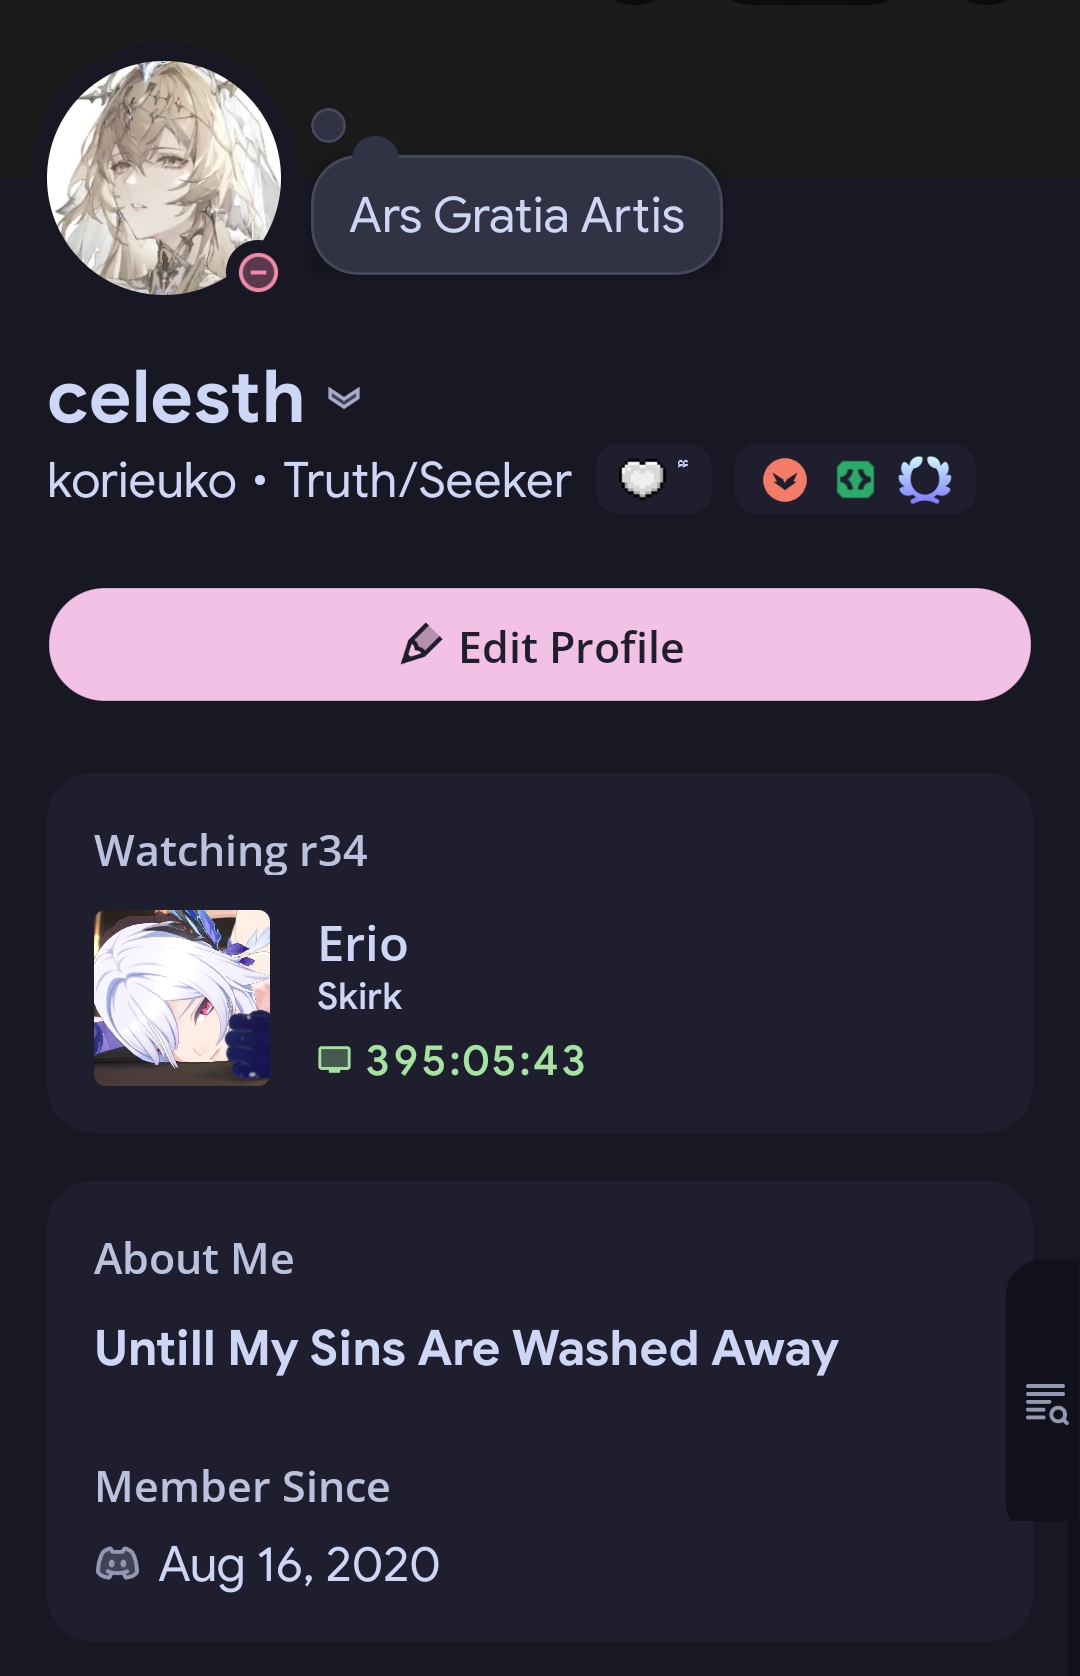 Ars Gratia Artis
celesth
korieuko • Truth/Seeker
Edit Profile
Watching r34
Erio
Skirk
395:05:43
About Me
Untill My Sins Are Washed Away
Member Since
Aug 16, 2020